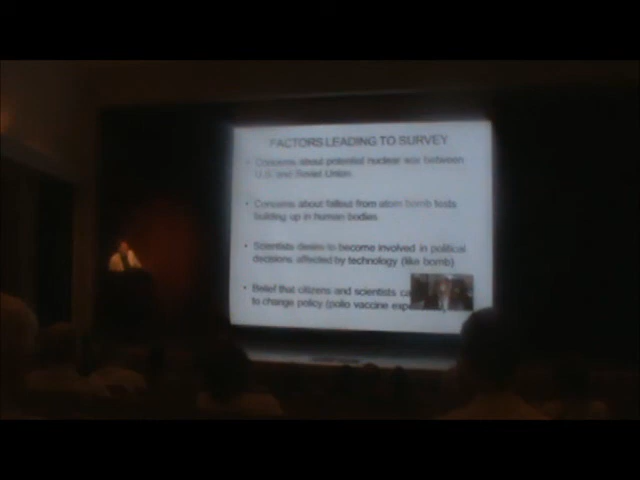 FACTORS LEADING TO SURVEY
• Concerns about potential nuclear war between
U.S. and Soviet Union
• Concerns about fallout from atom bomb tests
building up in human bodies
• Scientists desire to become involved in political
decisions affected by technology (like bomb)
• Belief that citizens and scientists
to change policy (polio vaccine